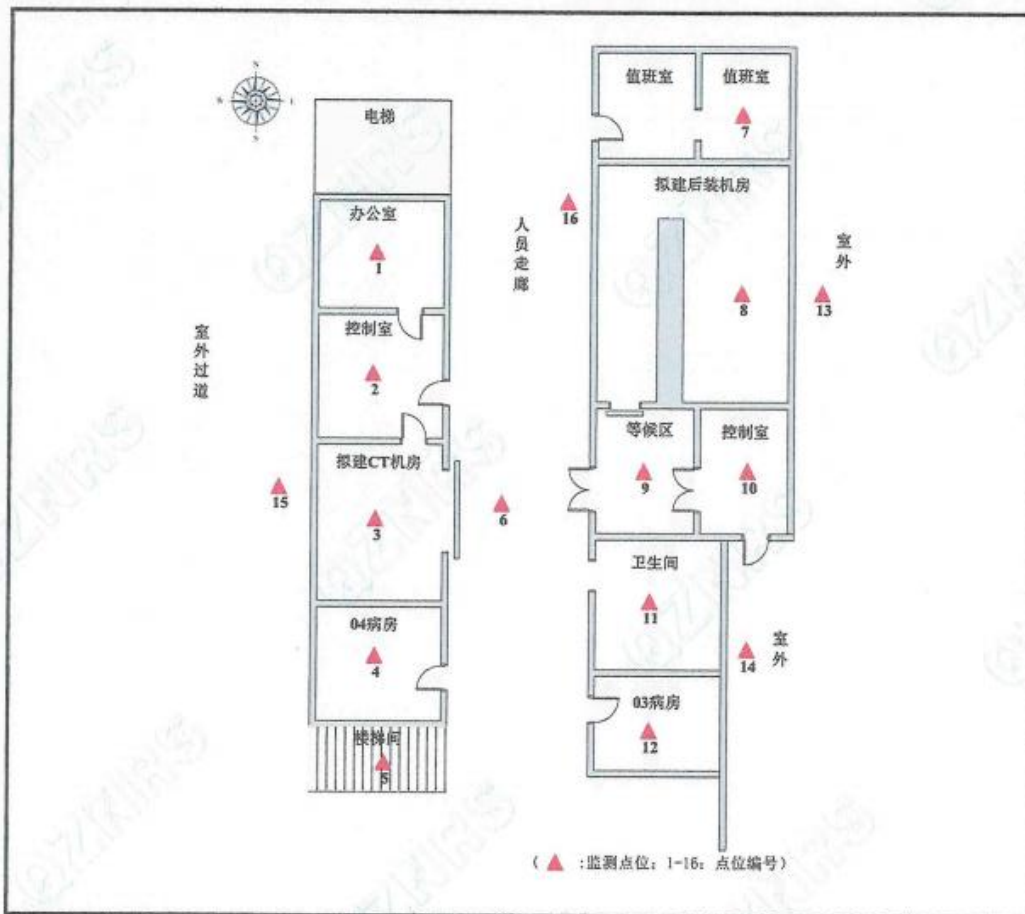 N
S
电梯
办公室
1
控制室
2
拟建CT机房
3
04病房
4
楼梯间
5
室外过道
15
人员走廊
16
6
值班室
值班室
7
拟建后装机房
8
室外
13
等候区
9
控制室
10
卫生间
11
室外
14
03病房
12
( ▲ :监测点位; 1-16: 点位编号)